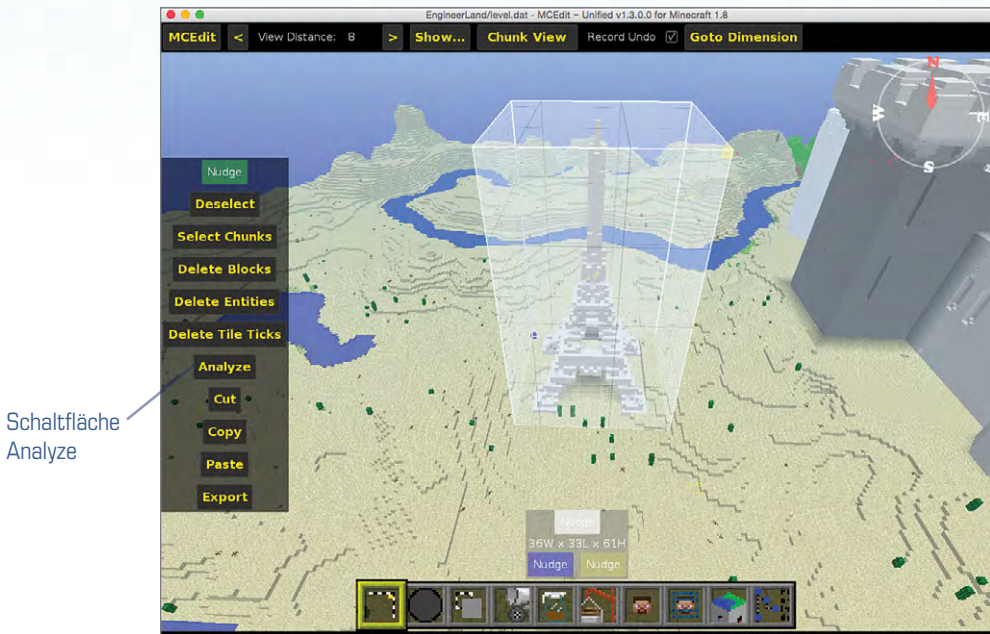 EngineerLand/level.dat - MCEdit ~ Unified v1.3.0.0 for Minecraft 1.8
MCEdit < View Distance: 8 > Show... Chunk View Record Undo Goto Dimension
N
W
E
S
Nudge
Deselect
Select Chunks
Delete Blocks
Delete Entities
Delete Tile Ticks
Analyze
Cut
Copy
Paste
Export
Schaltfläche
Analyze
Nudge
36W x 33L x 61H
Nudge Nudge